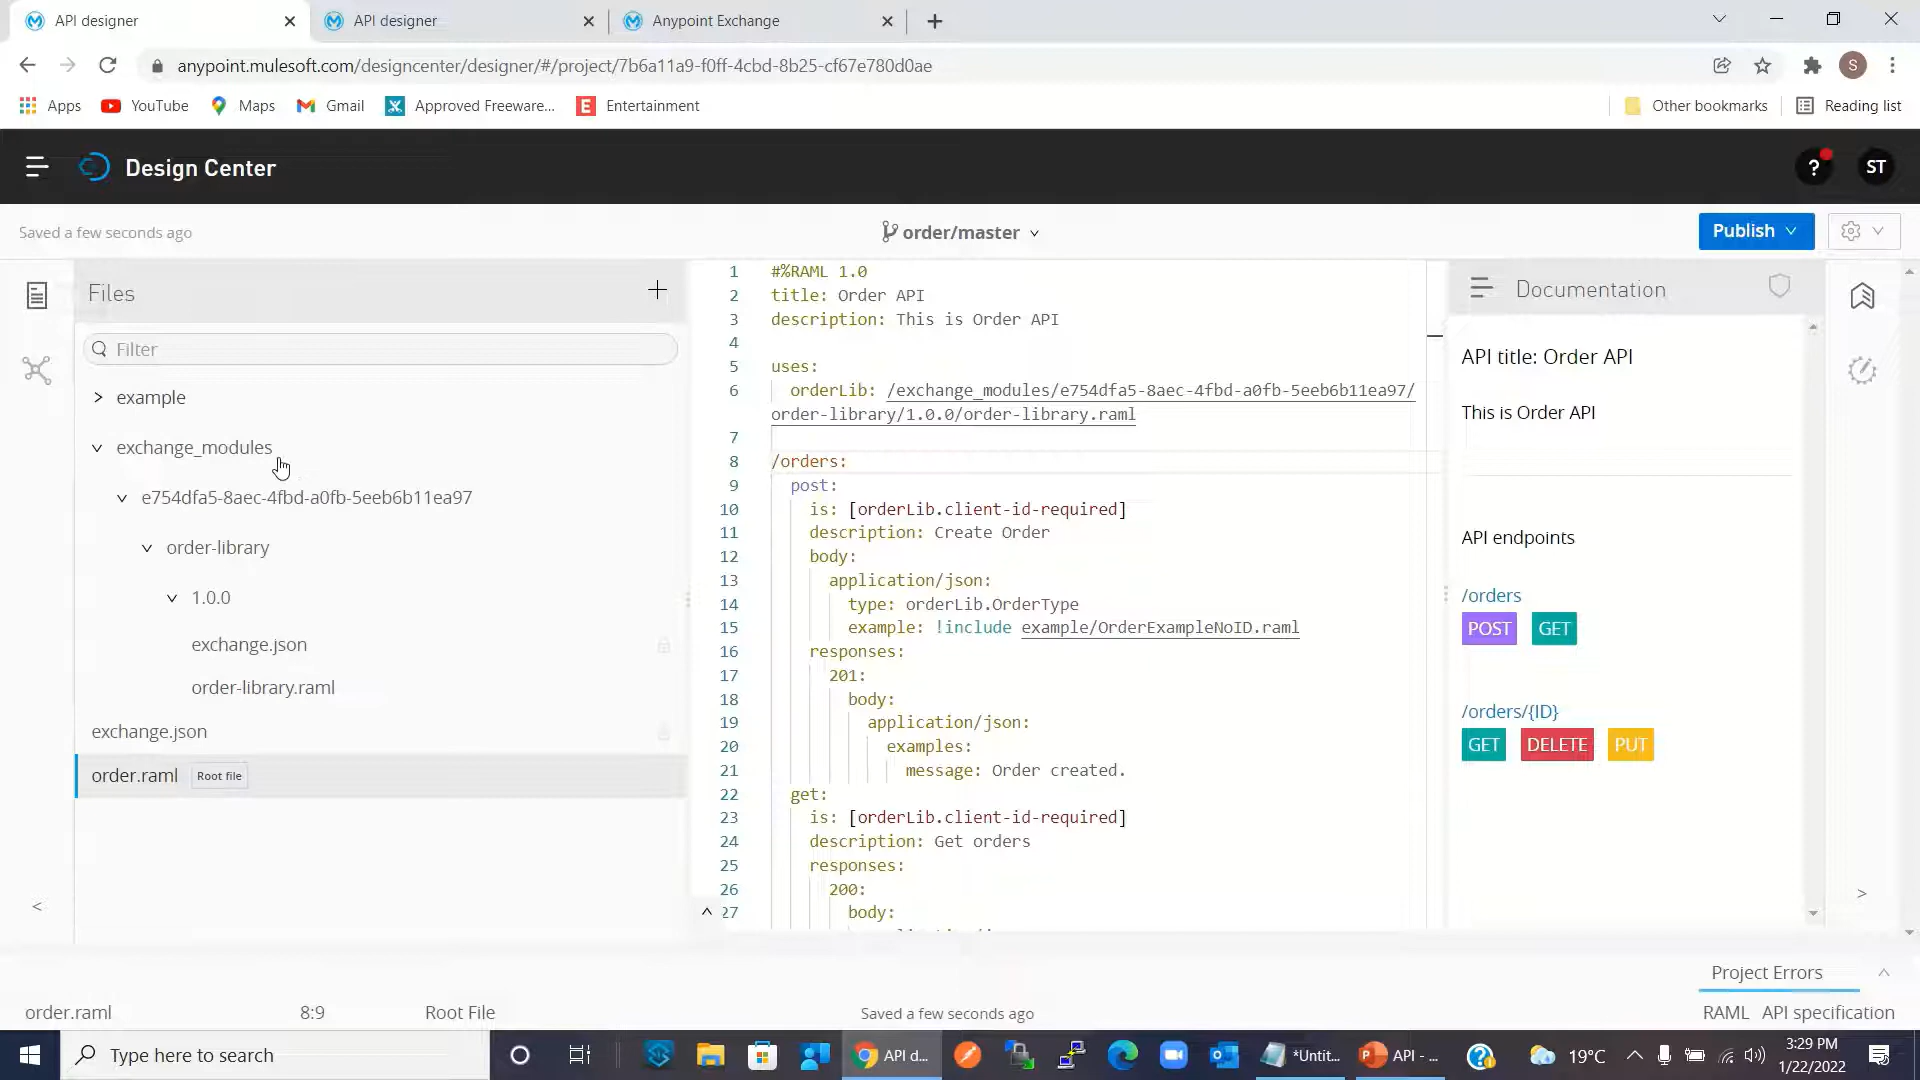 API designer
API designer
Anypoint Exchange
anypoint.mulesoft.com/designcenter/designer/#/project/7b6a11a9-f0ff-4cbd-8b25-cf67e780d0ae
S
Apps
YouTube
Maps
Gmail
Approved Freeware...
Entertainment
Other bookmarks
Reading list
Design Center
?
ST
Saved a few seconds ago
order/master
Publish
Files
Filter
example
exchange_modules
e754dfa5-8aec-4fbd-a0fb-5eeb6b11ea97
order-library
1.0.0
exchange.json
order-library.raml
exchange.json
order.raml Root file
1 #%RAML 1.0
2 title: Order API
3 description: This is Order API
4
5 uses:
6 orderLib: /exchange_modules/e754dfa5-8aec-4fbd-a0fb-5eeb6b11ea97/
order-library/1.0.0/order-library.raml
7
8 /orders:
9 post:
10 is: [orderLib.client-id-required]
11 description: Create Order
12 body:
13 application/json:
14 type: orderLib.OrderType
15 example: !include example/OrderExampleNoID.raml
16 responses:
17 201:
18 body:
19 application/json:
20 examples:
21 message: Order created.
22 get:
23 is: [orderLib.client-id-required]
24 description: Get orders
25 responses:
26 200:
27 body:
Documentation
API title: Order API
This is Order API
API endpoints
/orders
POST GET
/orders/{ID}
GET DELETE PUT
Project Errors
order.raml
8:9
Root File
Saved a few seconds ago
RAML API specification
Type here to search
API d...
*Untit...
API - ...
19°C
3:29 PM
1/22/2022